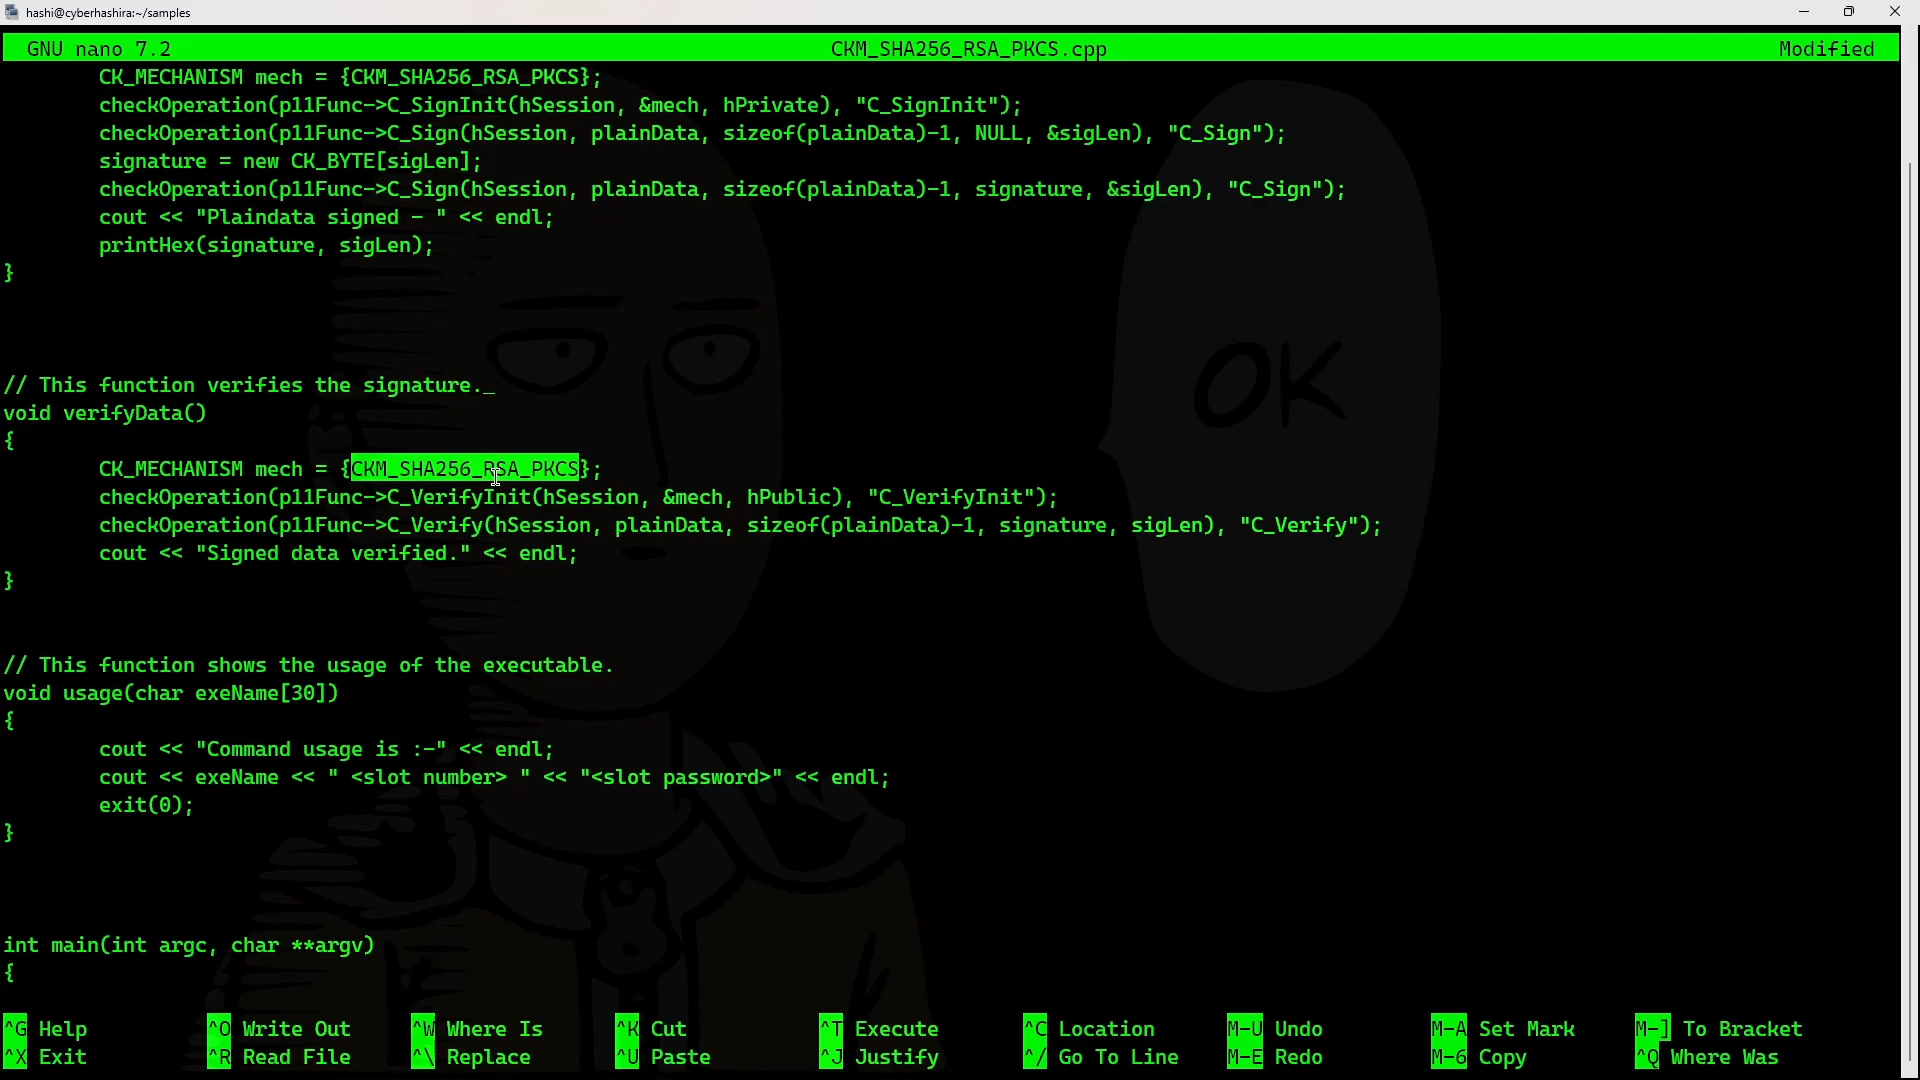 hashi@cyberhashira:~/samples
GNU nano 7.2 CKM_SHA256_RSA_PKCS.cpp Modified
CK_MECHANISM mech = {CKM_SHA256_RSA_PKCS};
checkOperation(p11Func->C_SignInit(hSession, &mech, hPrivate), "C_SignInit");
checkOperation(p11Func->C_Sign(hSession, plainData, sizeof(plainData)-1, NULL, &sigLen), "C_Sign");
signature = new CK_BYTE[sigLen];
checkOperation(p11Func->C_Sign(hSession, plainData, sizeof(plainData)-1, signature, &sigLen), "C_Sign");
cout << "Plaindata signed - " << endl;
printHex(signature, sigLen);
}
OK
// This function verifies the signature._
void verifyData()
{
CK_MECHANISM mech = {CKM_SHA256_RSA_PKCS};
checkOperation(p11Func->C_VerifyInit(hSession, &mech, hPublic), "C_VerifyInit");
checkOperation(p11Func->C_Verify(hSession, plainData, sizeof(plainData)-1, signature, sigLen), "C_Verify");
cout << "Signed data verified." << endl;
}
// This function shows the usage of the executable.
void usage(char exeName[30])
{
cout << "Command usage is :-" << endl;
cout << exeName << " <slot number> " << "<slot password>" << endl;
exit(0);
}
int main(int argc, char **argv)
{
^G Help ^O Write Out ^W Where Is ^K Cut ^T Execute ^C Location M-U Undo M-A Set Mark M-] To Bracket
^X Exit ^R Read File ^\ Replace ^U Paste ^J Justify ^/ Go To Line M-E Redo M-6 Copy ^Q Where Was